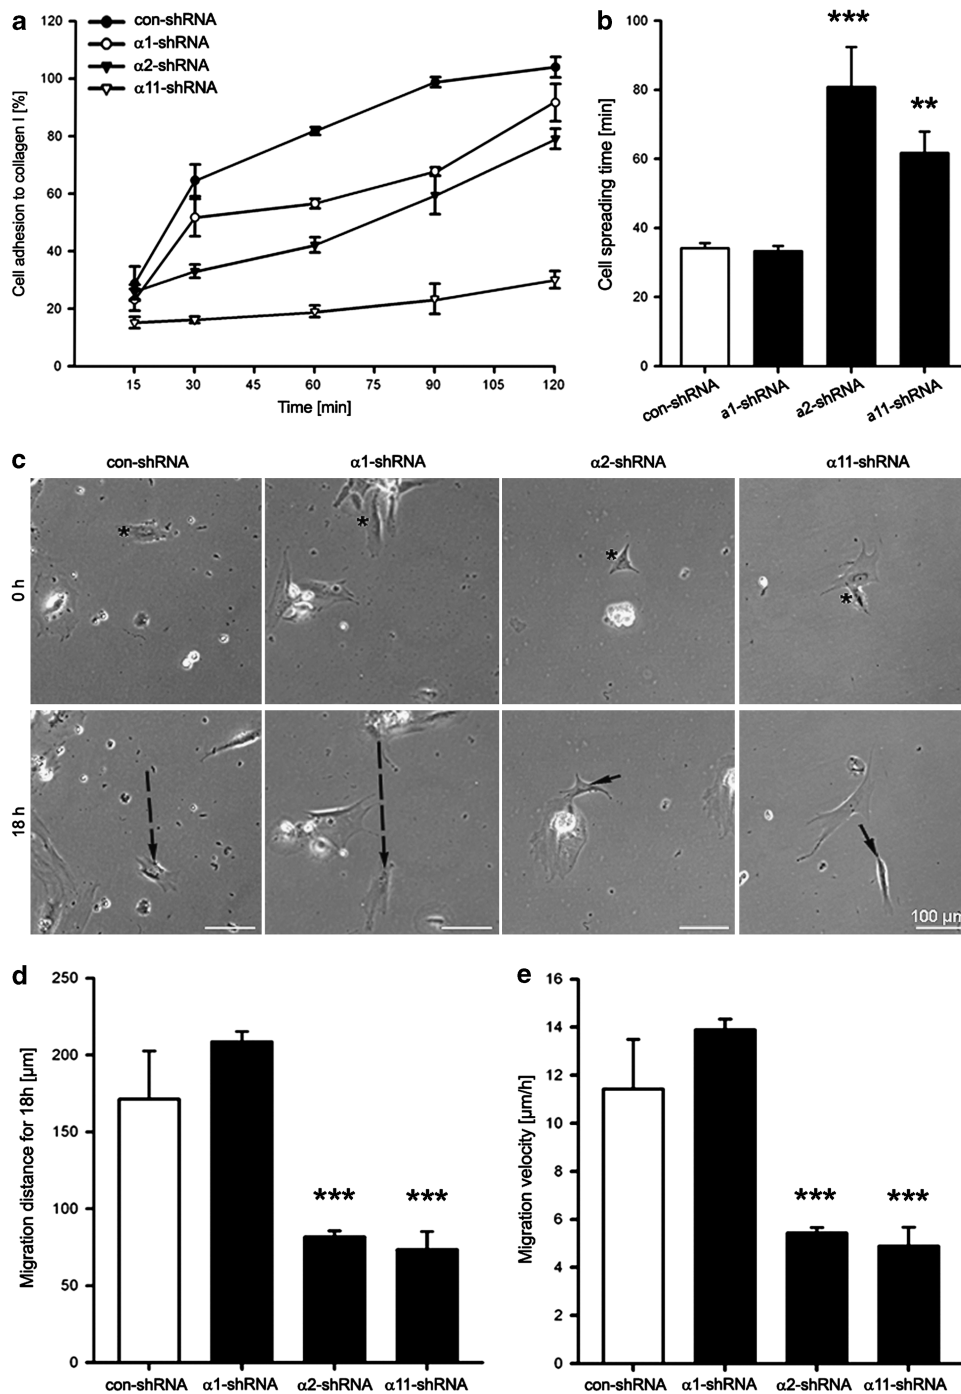 a
con-shRNA
α1-shRNA
α2-shRNA
α11-shRNA
Cell adhesion to collagen I [%]
120
100
80
60
40
20
0
15 30 45 60 75 90 105 120
Time [min]
b
Cell spreading time [min]
100
80
60
40
20
0
***
**
con-shRNA a1-shRNA a2-shRNA a11-shRNA
c
con-shRNA α1-shRNA α2-shRNA α11-shRNA
0 h
* * * *
18 h
100 µm
d
Migration distance for 18h [µm]
250
200
150
100
50
0
*** ***
con-shRNA α1-shRNA α2-shRNA α11-shRNA
e
Migration velocity [µm/h]
16
14
12
10
8
6
4
2
0
*** ***
con-shRNA α1-shRNA α2-shRNA α11-shRNA